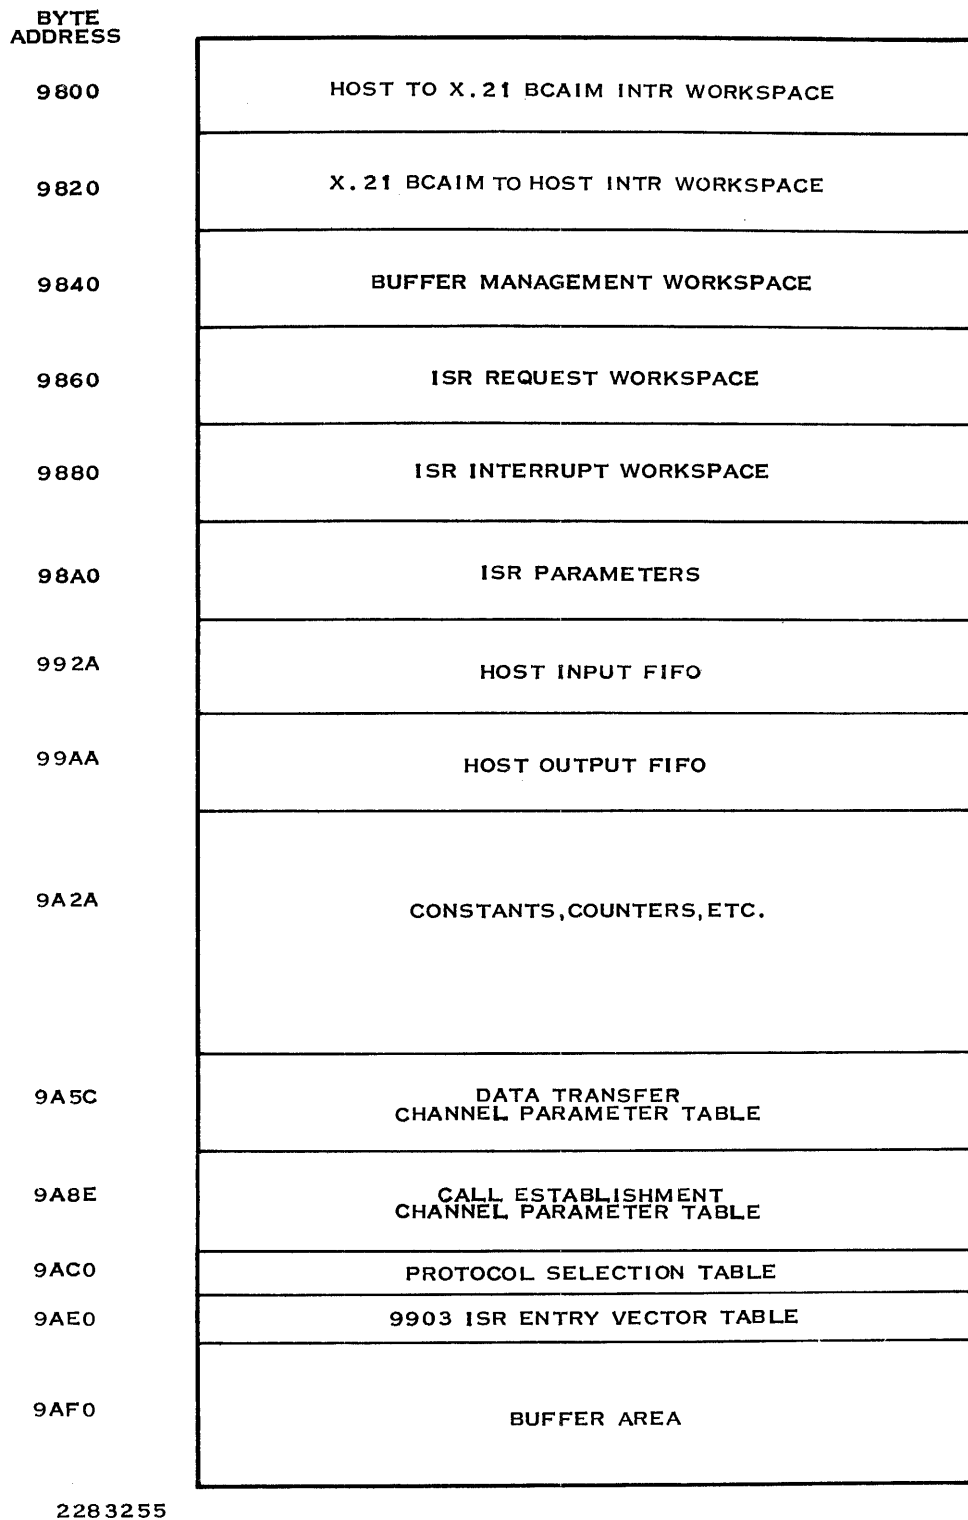 BYTE
ADDRESS
9800 HOST TO X.21 BCAIM INTR WORKSPACE
9820 X.21 BCAIM TO HOST INTR WORKSPACE
9840 BUFFER MANAGEMENT WORKSPACE
9860 ISR REQUEST WORKSPACE
9880 ISR INTERRUPT WORKSPACE
98A0 ISR PARAMETERS
992A HOST INPUT FIFO
99AA HOST OUTPUT FIFO
9A2A CONSTANTS,COUNTERS,ETC.
9A5C DATA TRANSFER
CHANNEL PARAMETER TABLE
9A8E CALL ESTABLISHMENT
CHANNEL PARAMETER TABLE
9AC0 PROTOCOL SELECTION TABLE
9AE0 9903 ISR ENTRY VECTOR TABLE
9AF0 BUFFER AREA
2283255